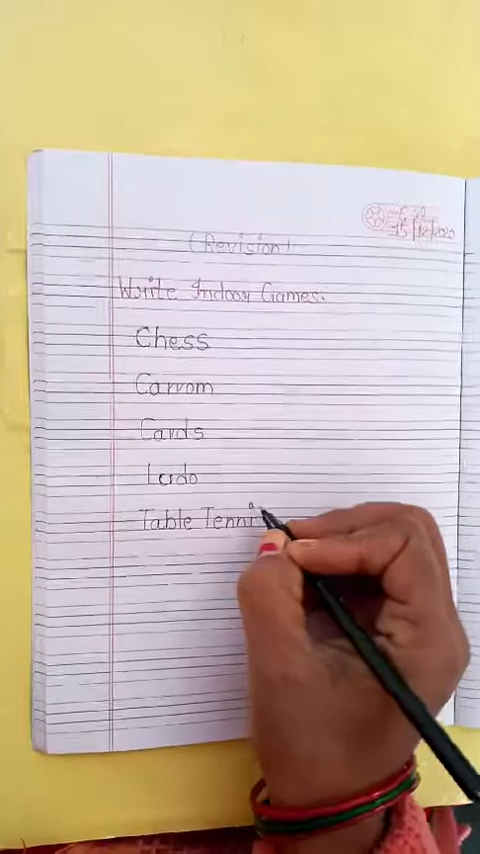 15/12/2020
(Revision)
Write Indoor Games.
Chess
Carrom
Cards
Ludo
Table Tenni